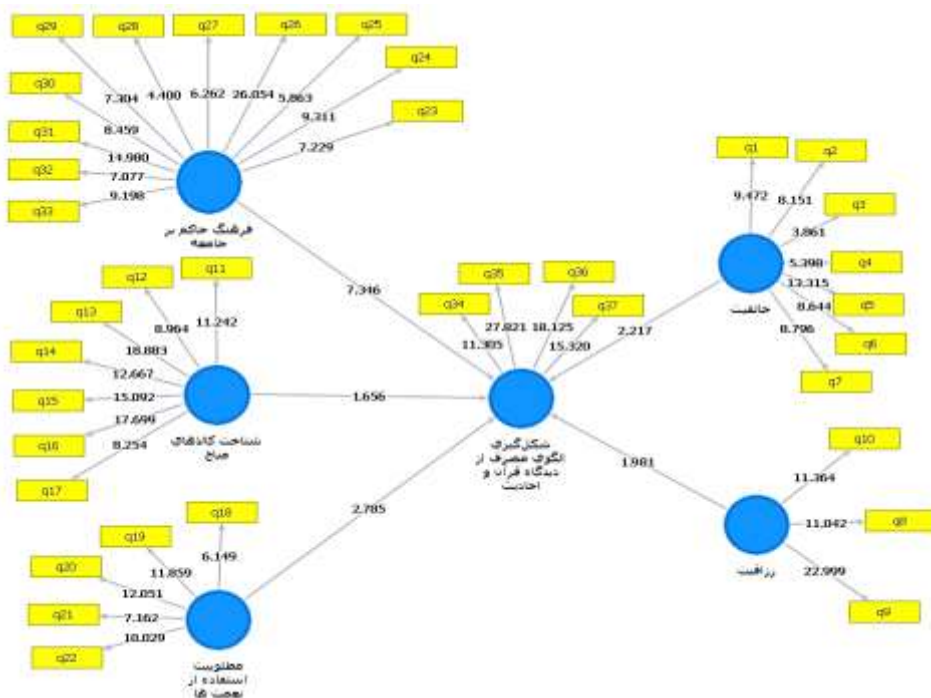 q29
q28
q27
q26
q25
q24
q23
q30
q31
q32
q33
7.304
4.400
6.262
26.054
5.863
9.311
7.229
8.459
14.980
7.077
9.198
فرهنگ حاکم بر
جامعه
q1
q2
q3
q4
q5
q6
q7
9.472
8.151
3.861
5.398
8.644
8.796
خالقیت
q11
q12
q13
q14
q15
q16
q17
11.242
8.964
18.883
12.667
15.092
17.699
8.254
شناخت کالاهای
مباح
q34
q35
q36
q37
27.821
18.125
15.320
شکل‌گیری
الگوی مصرف از
دیدگاه قرآن و
احادیث
7.346
2.217
1.656
2.785
1.981
q10
q8
q9
11.364
11.042
22.999
رزاقیت
q18
q19
q20
q21
q22
6.149
11.859
12.051
7.162
10.029
مطلوبیت
استفاده از
نعمت ها